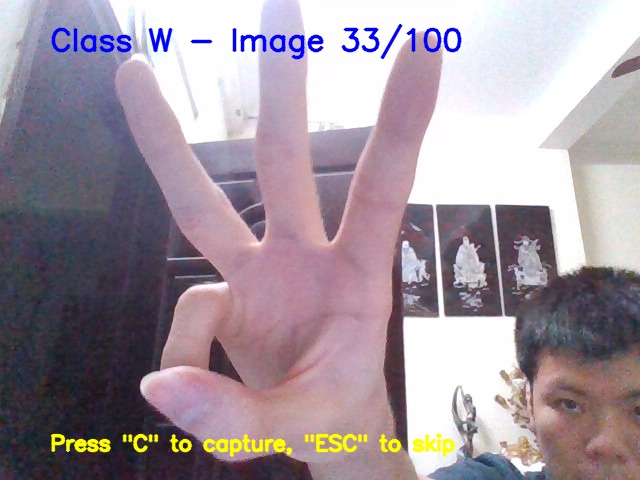 Class W - Image 33/100
Press "C" to capture, "ESC" to skip